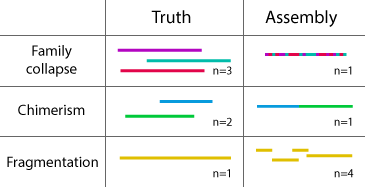 Truth Assembly
Family
collapse
n=3 n=1
Chimerism
n=2 n=1
Fragmentation
n=1 n=4